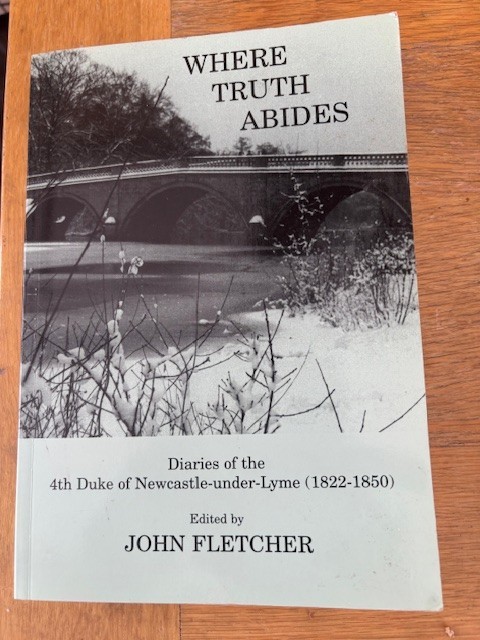 WHERE
TRUTH
ABIDES
Diaries of the
4th Duke of Newcastle-under-Lyme (1822-1850)
Edited by
JOHN FLETCHER